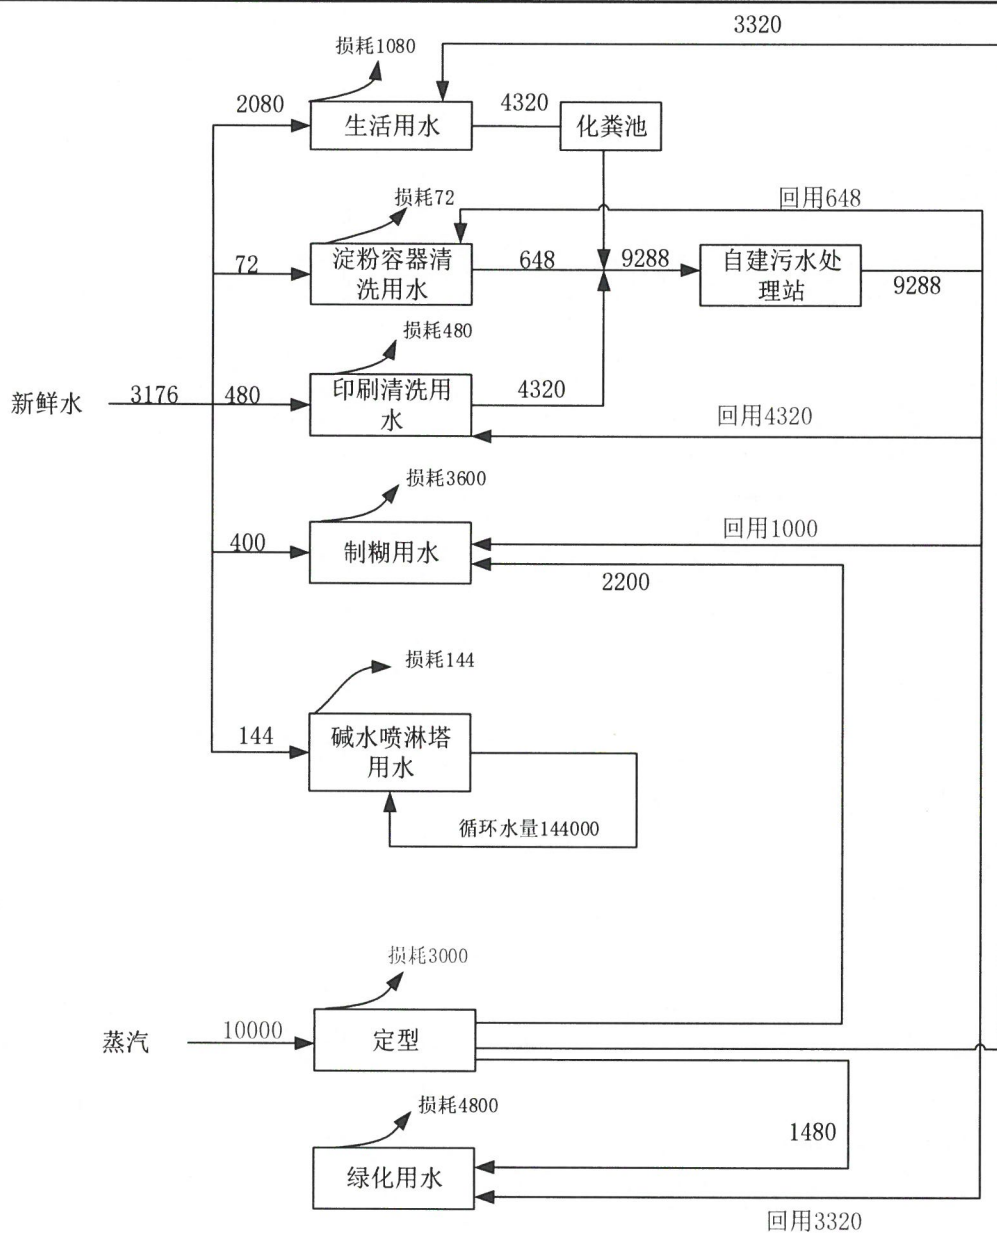 3320
损耗1080
2080
生活用水
4320
化粪池
损耗72
回用648
72
淀粉容器清
洗用水
648
9288
自建污水处
理站
9288
损耗480
新鲜水
3176
480
印刷清洗用
水
4320
回用4320
损耗3600
400
制糊用水
回用1000
2200
损耗144
144
碱水喷淋塔
用水
循环水量144000
损耗3000
蒸汽
10000
定型
损耗4800
1480
绿化用水
回用3320